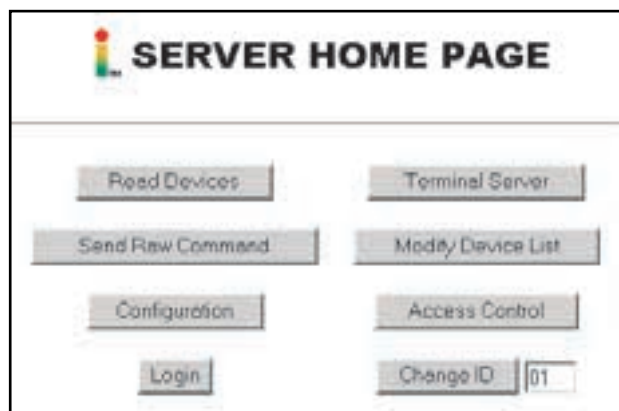 i. SERVER HOME PAGE
Read Devices Terminal Server
Send Raw Command Modify Device List
Configuration Access Control
Login Change ID 01